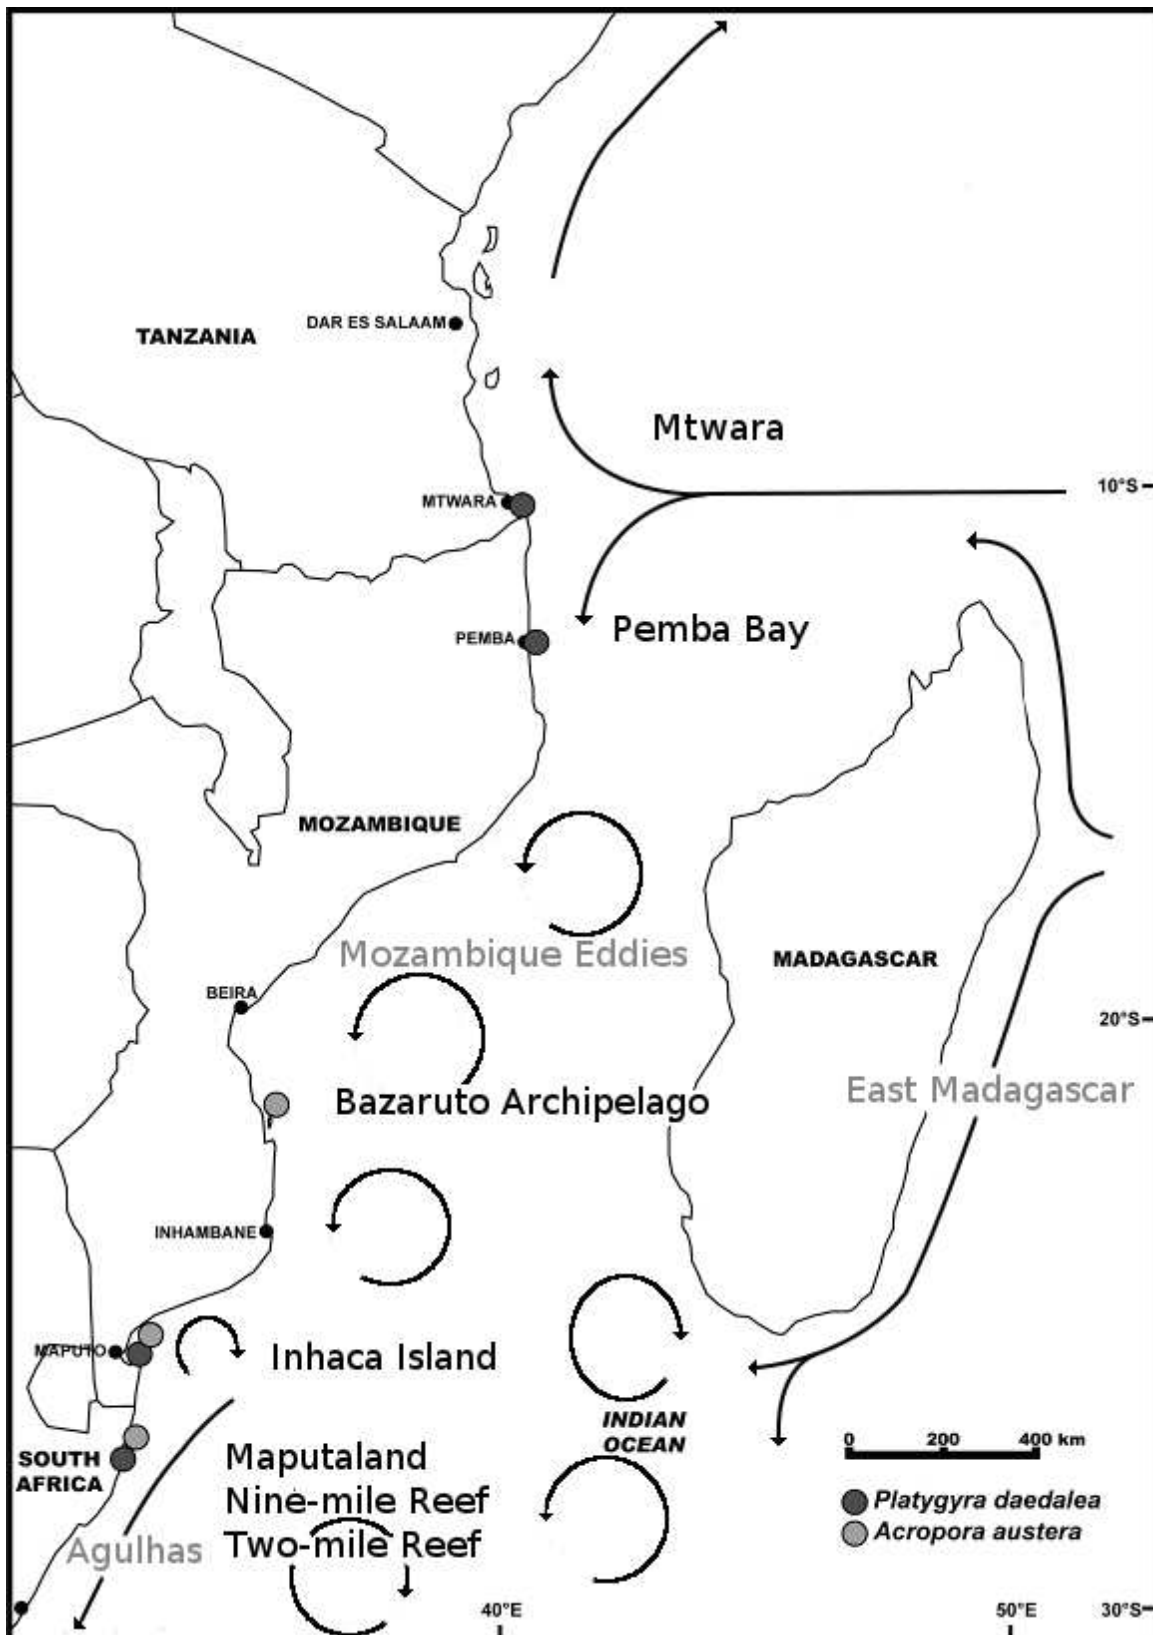 TANZANIA
DAR ES SALAAM
Mtwara
10°S
MTWARA
PEMBA
Pemba Bay
MOZAMBIQUE
Mozambique Eddies
MADAGASCAR
BEIRA
20°S
East Madagascar
Bazaruto Archipelago
INHAMBANE
MAPUTO
Inhaca Island
INDIAN
OCEAN
SOUTH
AFRICA
Maputaland
Nine-mile Reef
Two-mile Reef
Agulhas
0 200 400 km
Platygyra daedalea
Acropora austera
40°E
50°E
30°S